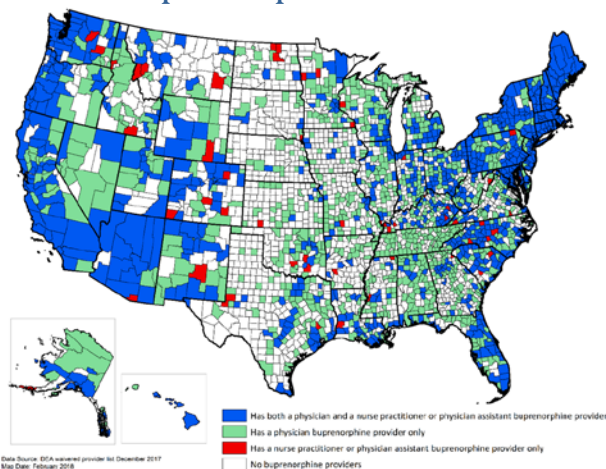 Has both a physician and a nurse practitioner or physician assistant buprenorphine provider
Has a physician buprenorphine provider only
Has a nurse practitioner or physician assistant buprenorphine provider only
No buprenorphine providers
Data Source: DEA waivered provider list December 2017
Map Date: February 2018